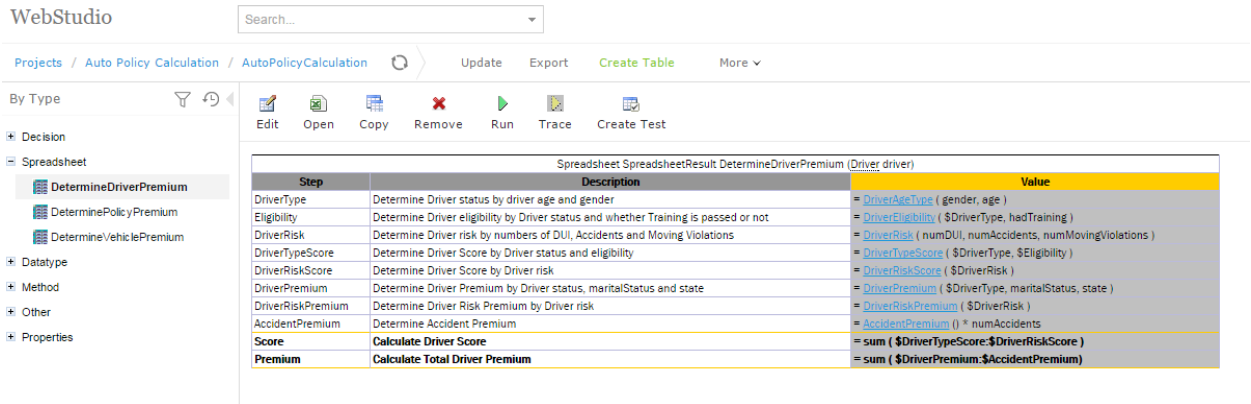 WebStudio
Search...
Projects / Auto Policy Calculation / AutoPolicyCalculation Update Export Create Table More
By Type
Edit Open Copy Remove Run Trace Create Test
Decision
Spreadsheet
DetermineDriverPremium
DeterminePolicyPremium
DetermineVehiclePremium
Datatype
Method
Other
Properties
Spreadsheet SpreadsheetResult DetermineDriverPremium (Driver driver)
Step Description Value
DriverType Determine Driver status by driver age and gender = DriverAgeType ( gender, age )
Eligibility Determine Driver eligibility by Driver status and whether Training is passed or not = DriverEligibility ( $DriverType, hadTraining )
DriverRisk Determine Driver risk by numbers of DUI, Accidents and Moving Violations = DriverRisk ( numDUI, numAccidents, numMovingViolations )
DriverTypeScore Determine Driver Score by Driver status and eligibility = DriverTypeScore ( $DriverType, $Eligibility )
DriverRiskScore Determine Driver Score by Driver risk = DriverRiskScore ( $DriverRisk )
DriverPremium Determine Driver Premium by Driver status, maritalStatus and state = DriverPremium ( $DriverType, maritalStatus, state )
DriverRiskPremium Determine Driver Risk Premium by Driver risk = DriverRiskPremium ( $DriverRisk )
AccidentPremium Determine Accident Premium = AccidentPremium () * numAccidents
Score Calculate Driver Score = sum ( $DriverTypeScore:$DriverRiskScore )
Premium Calculate Total Driver Premium = sum ( $DriverPremium:$AccidentPremium)